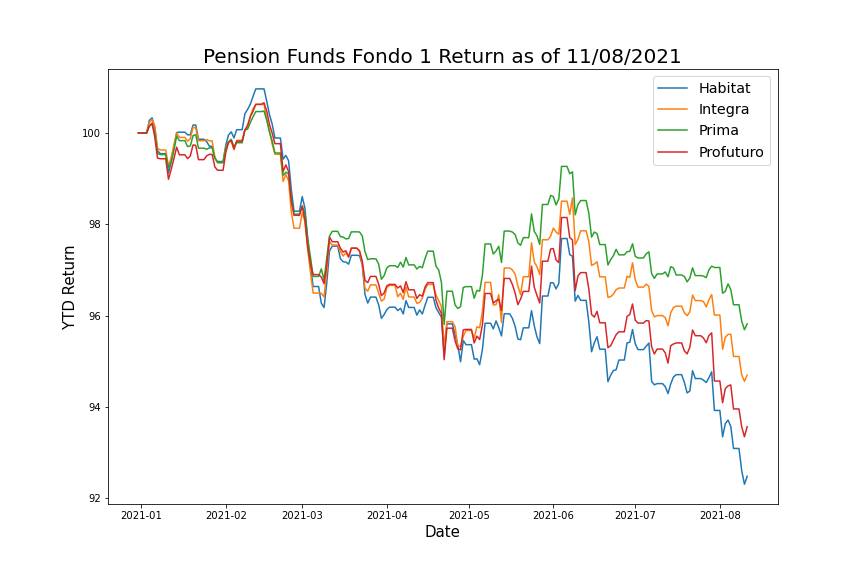 Pension Funds Fondo 1 Return as of 11/08/2021
Habitat
Integra
Prima
Profuturo
YTD Return
100
98
96
94
92
2021-01 2021-02 2021-03 2021-04 2021-05 2021-06 2021-07 2021-08
Date